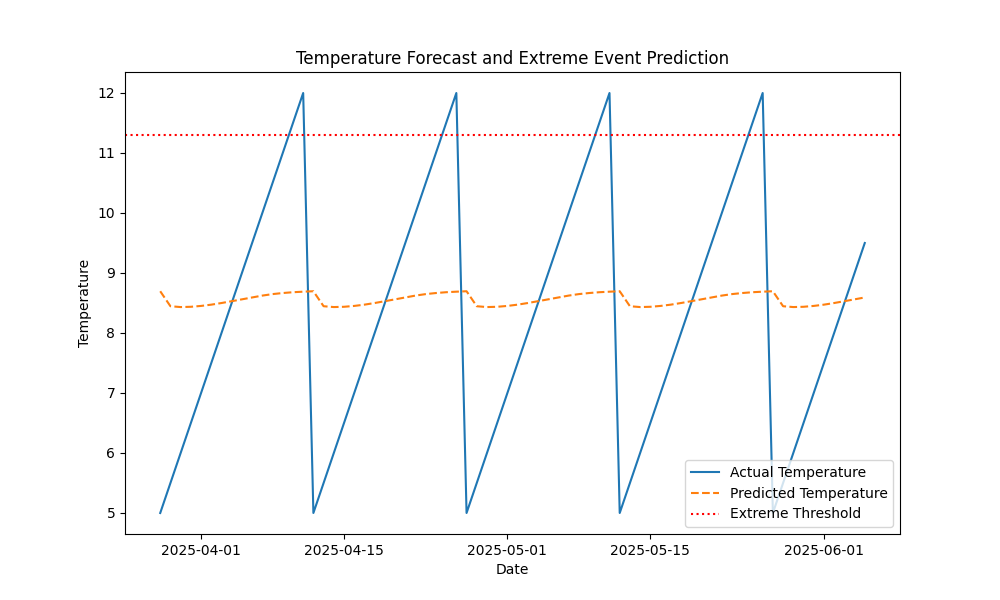 Temperature Forecast and Extreme Event Prediction
Temperature
12
11
10
9
8
7
6
5
Actual Temperature
Predicted Temperature
Extreme Threshold
2025-04-01
2025-04-15
2025-05-01
2025-05-15
2025-06-01
Date